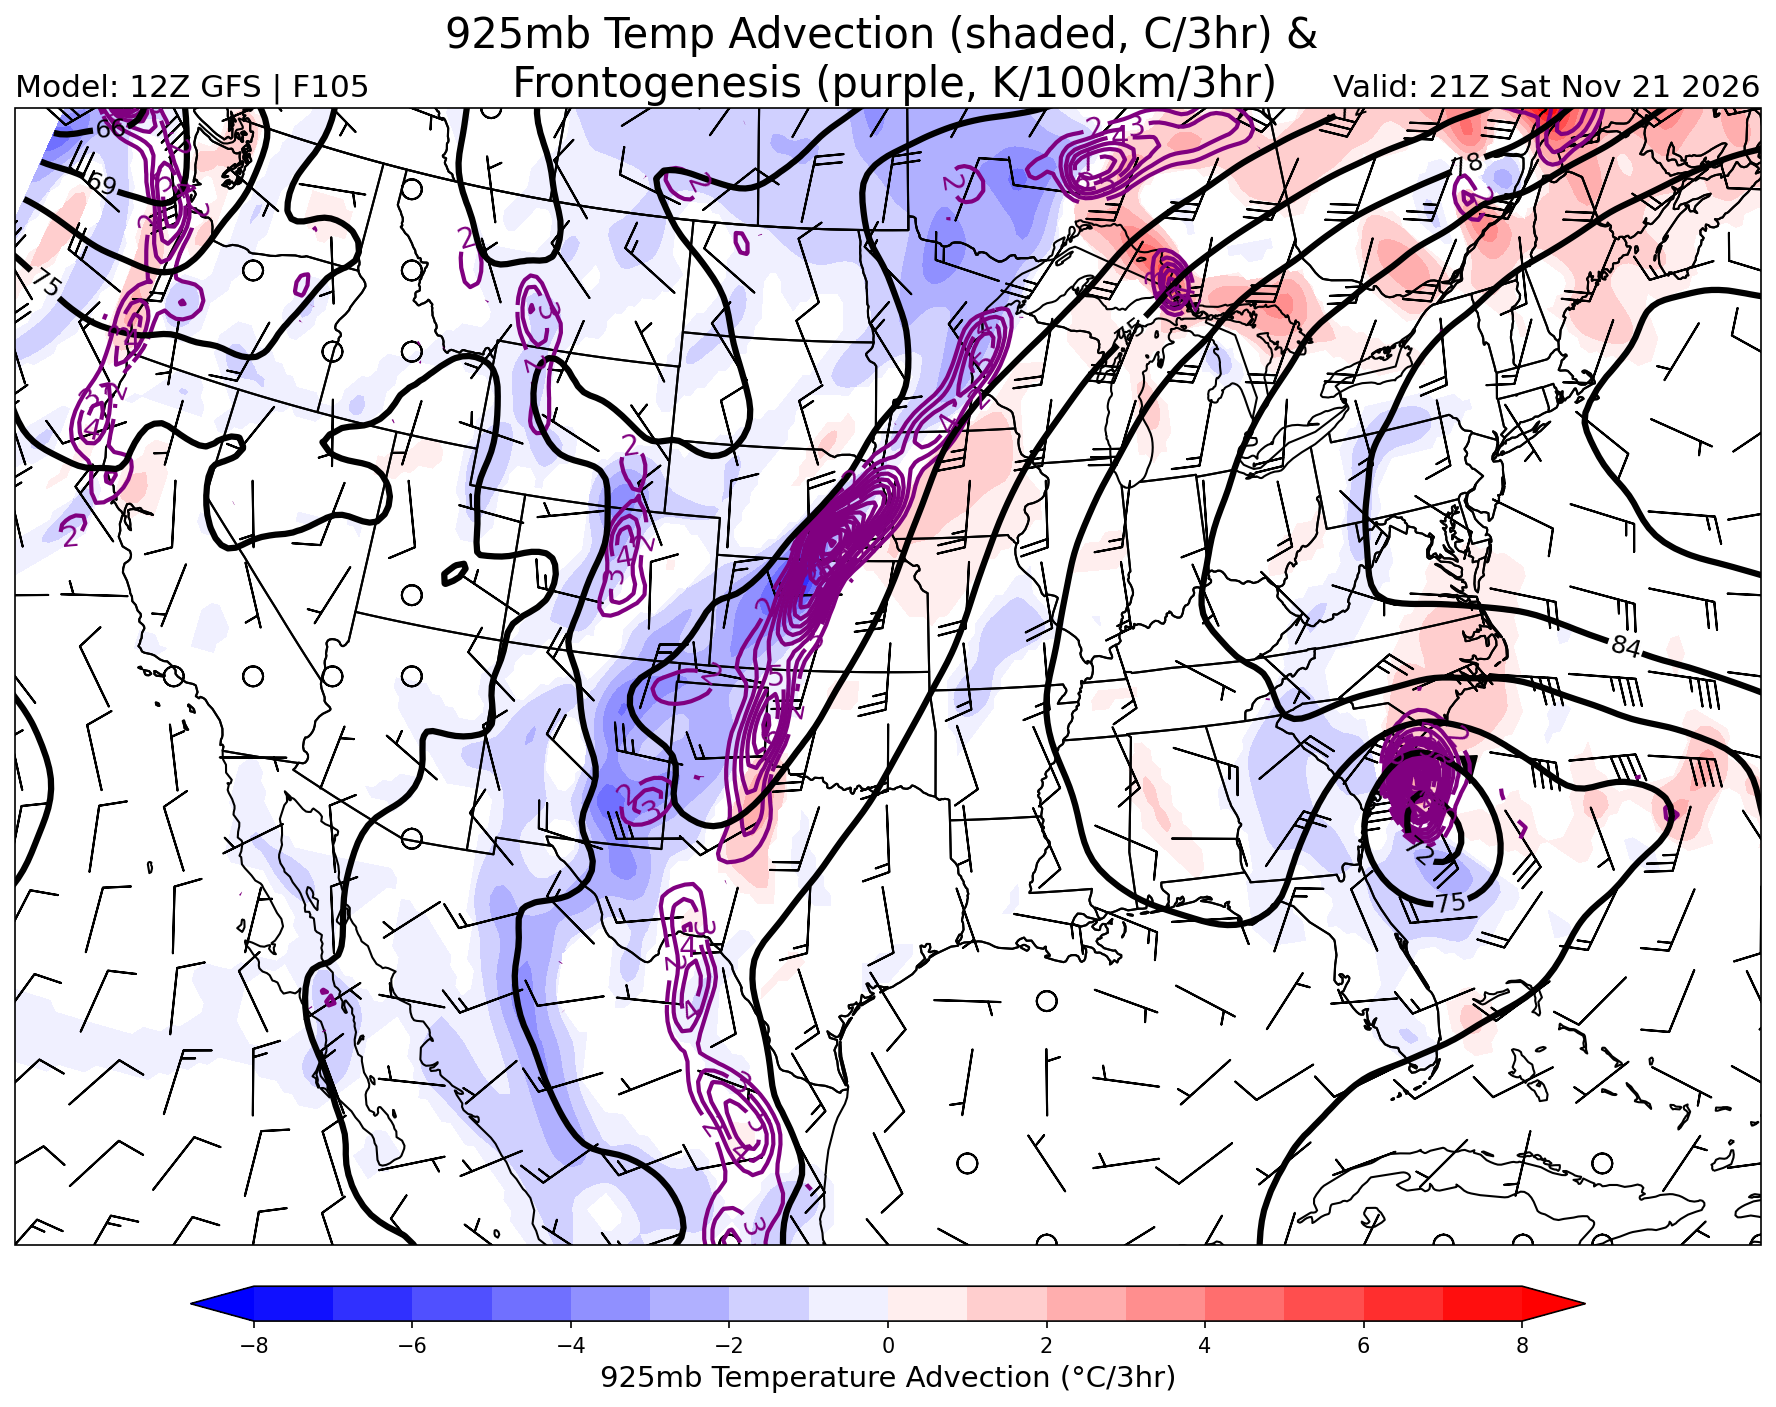 925mb Temp Advection (shaded, C/3hr) &
Frontogenesis (purple, K/100km/3hr)
Model: 12Z GFS | F105
Valid: 21Z Sat Nov 21 2026
66
69
75
78
75
84
72
75
−8 −6 −4 −2 0 2 4 6 8
925mb Temperature Advection (°C/3hr)